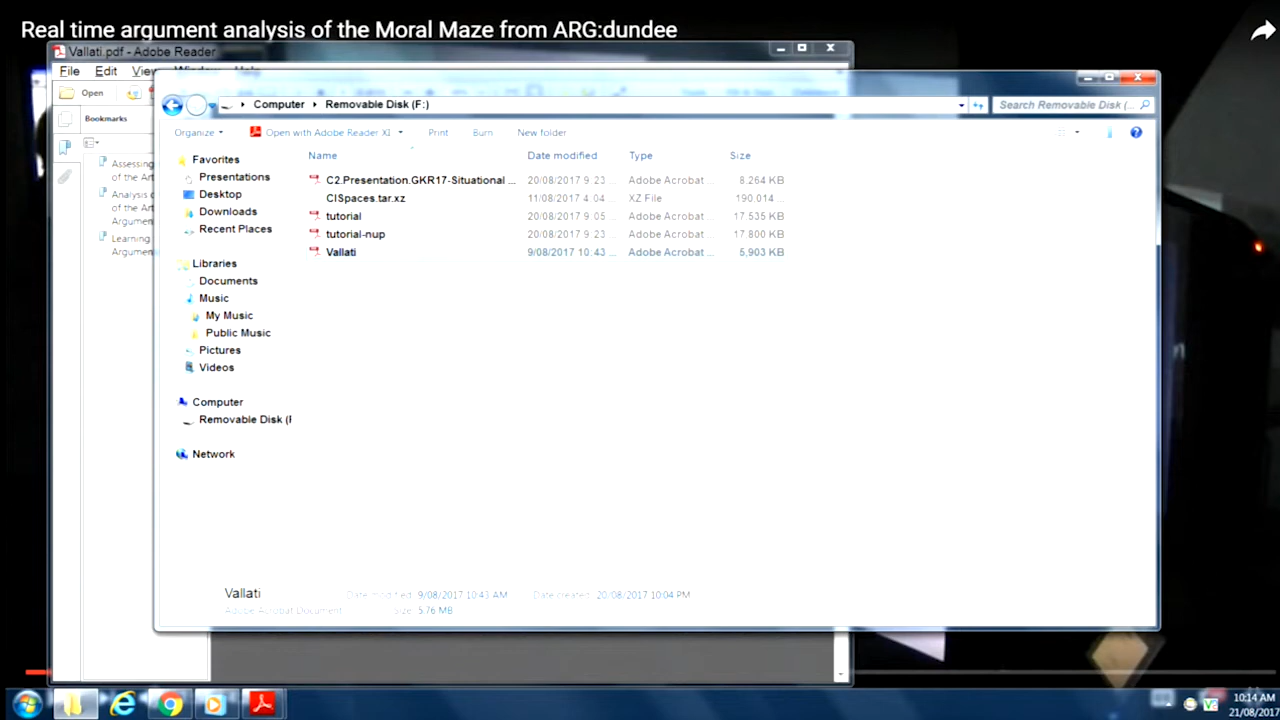 Real time argument analysis of the Moral Maze from ARG:dundee
Vallati.pdf - Adobe Reader
File Edit View Window Help
Open
Bookmarks
Assessing
of the Ar
Analysis
of the Ar
Argumen
Learning
Argumen
Computer Removable Disk (F:)
Search Removable Disk (...
Organize Open with Adobe Reader XI Print Burn New folder
Name Date modified Type Size
C2.Presentation.GKR17-Situational ... 20/08/2017 9:23 ... Adobe Acrobat ... 8,264 KB
CISpaces.tar.xz 11/08/2017 4:04 ... XZ File 190,014 ...
tutorial 20/08/2017 9:05 ... Adobe Acrobat ... 17,535 KB
tutorial-nup 20/08/2017 9:23 ... Adobe Acrobat ... 17,800 KB
Vallati 9/08/2017 10:43 ... Adobe Acrobat ... 5,903 KB
Favorites
Presentations
Desktop
Downloads
Recent Places
Libraries
Documents
Music
My Music
Public Music
Pictures
Videos
Computer
Removable Disk (F
Network
Vallati Date modified: 9/08/2017 10:43 AM Date created: 20/08/2017 10:04 PM
Adobe Acrobat Document Size: 5.76 MB
10:14 AM
21/08/2017